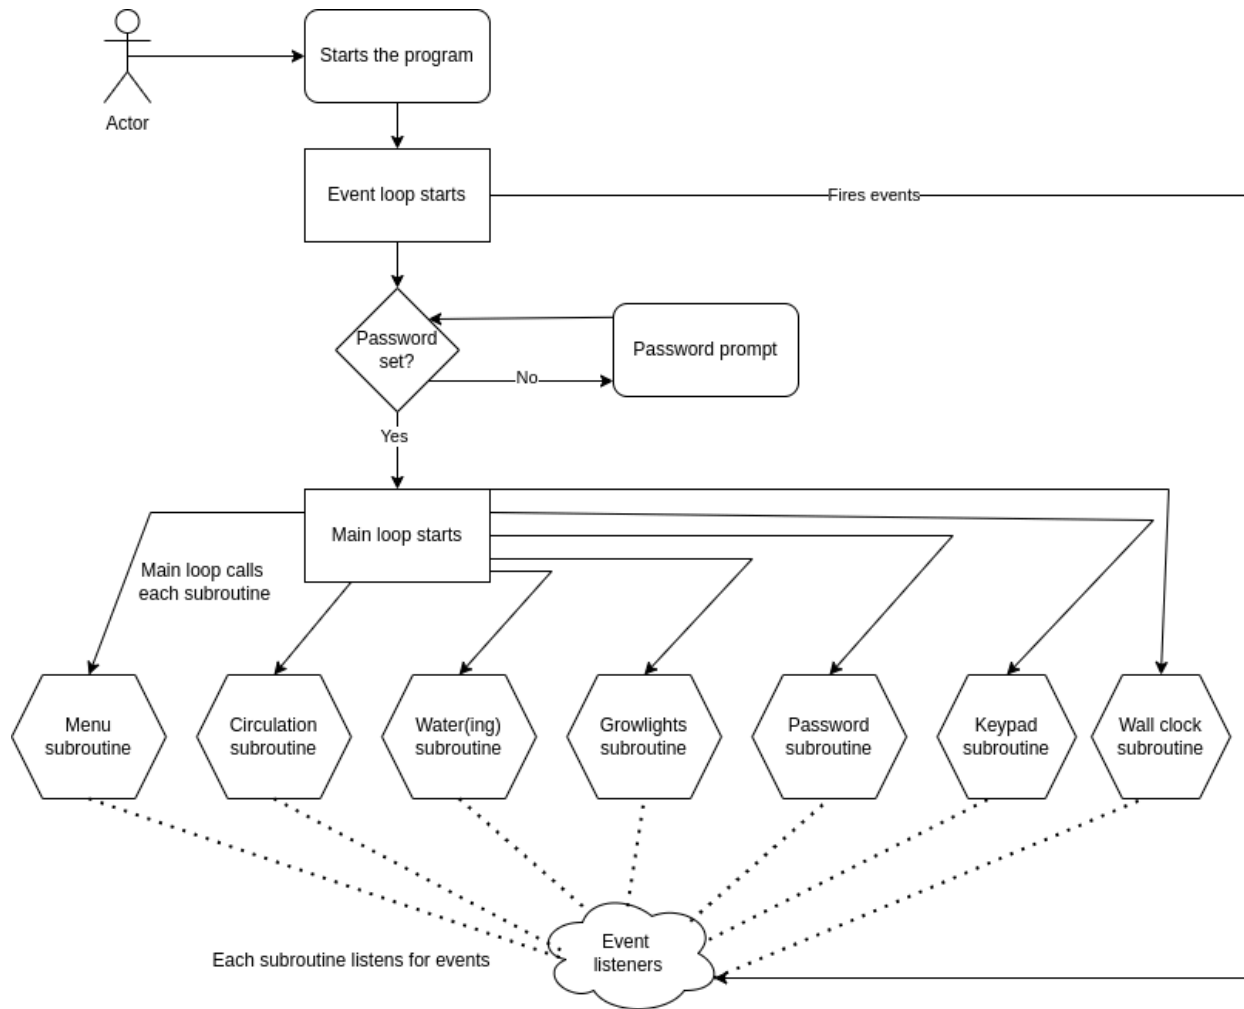 Starts the program
Actor
Event loop starts
Fires events
Password
set?
No
Password prompt
Yes
Main loop starts
Main loop calls
each subroutine
Menu
subroutine
Circulation
subroutine
Water(ing)
subroutine
Growlights
subroutine
Password
subroutine
Keypad
subroutine
Wall clock
subroutine
Event
listeners
Each subroutine listens for events